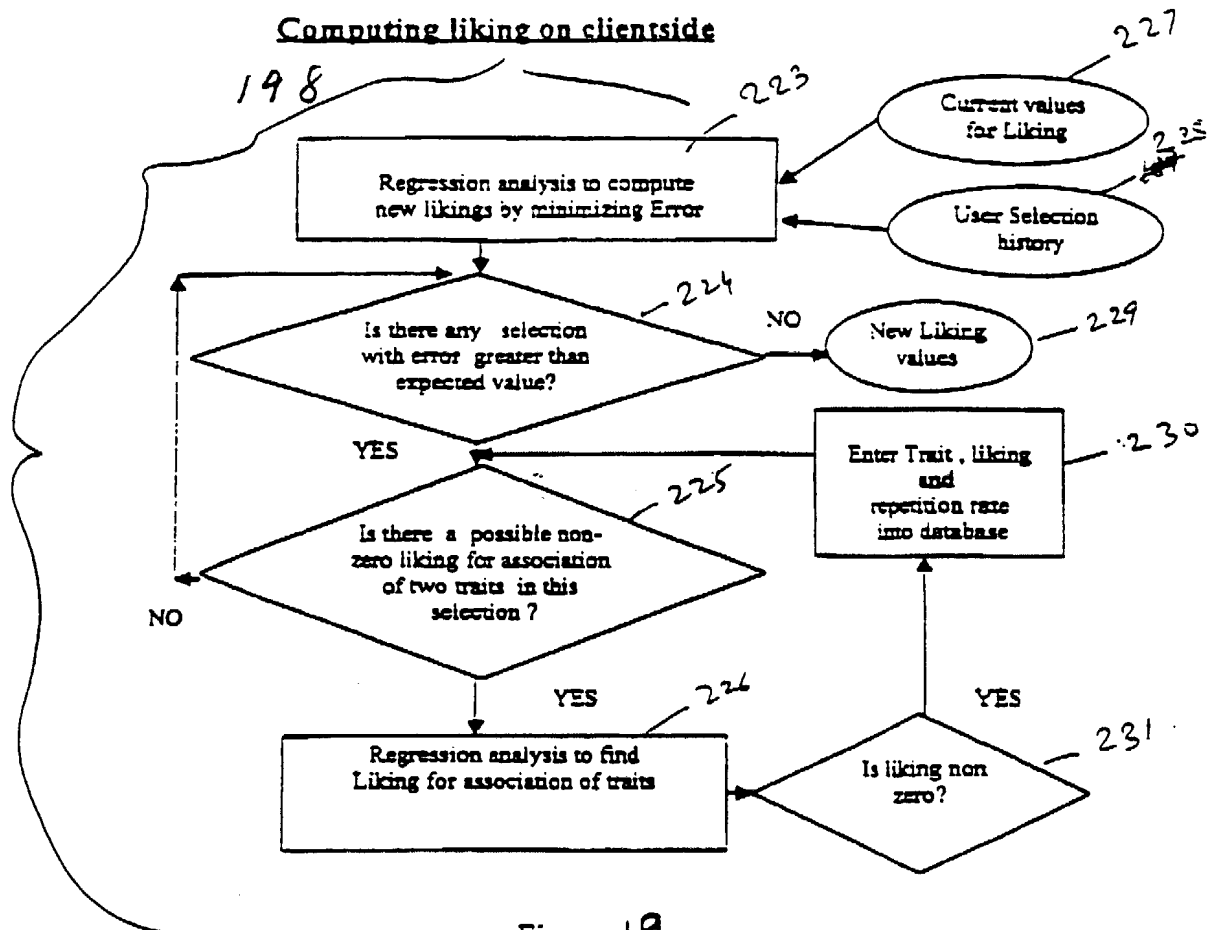 Computing liking on clientside
198
223
227
Current values
for Liking
Regression analysis to compute
new likings by minimizing Error
User Selection
history
224
Is there any selection
with error greater than
expected value?
NO
New Liking
values
229
YES
225
Enter Trait , liking
and
repetition rate
into database
230
Is there a possible non-
zero liking for association
of two traits in this
selection ?
NO
YES
226
YES
Regression analysis to find
Liking for association of traits
Is liking non
zero?
231
19